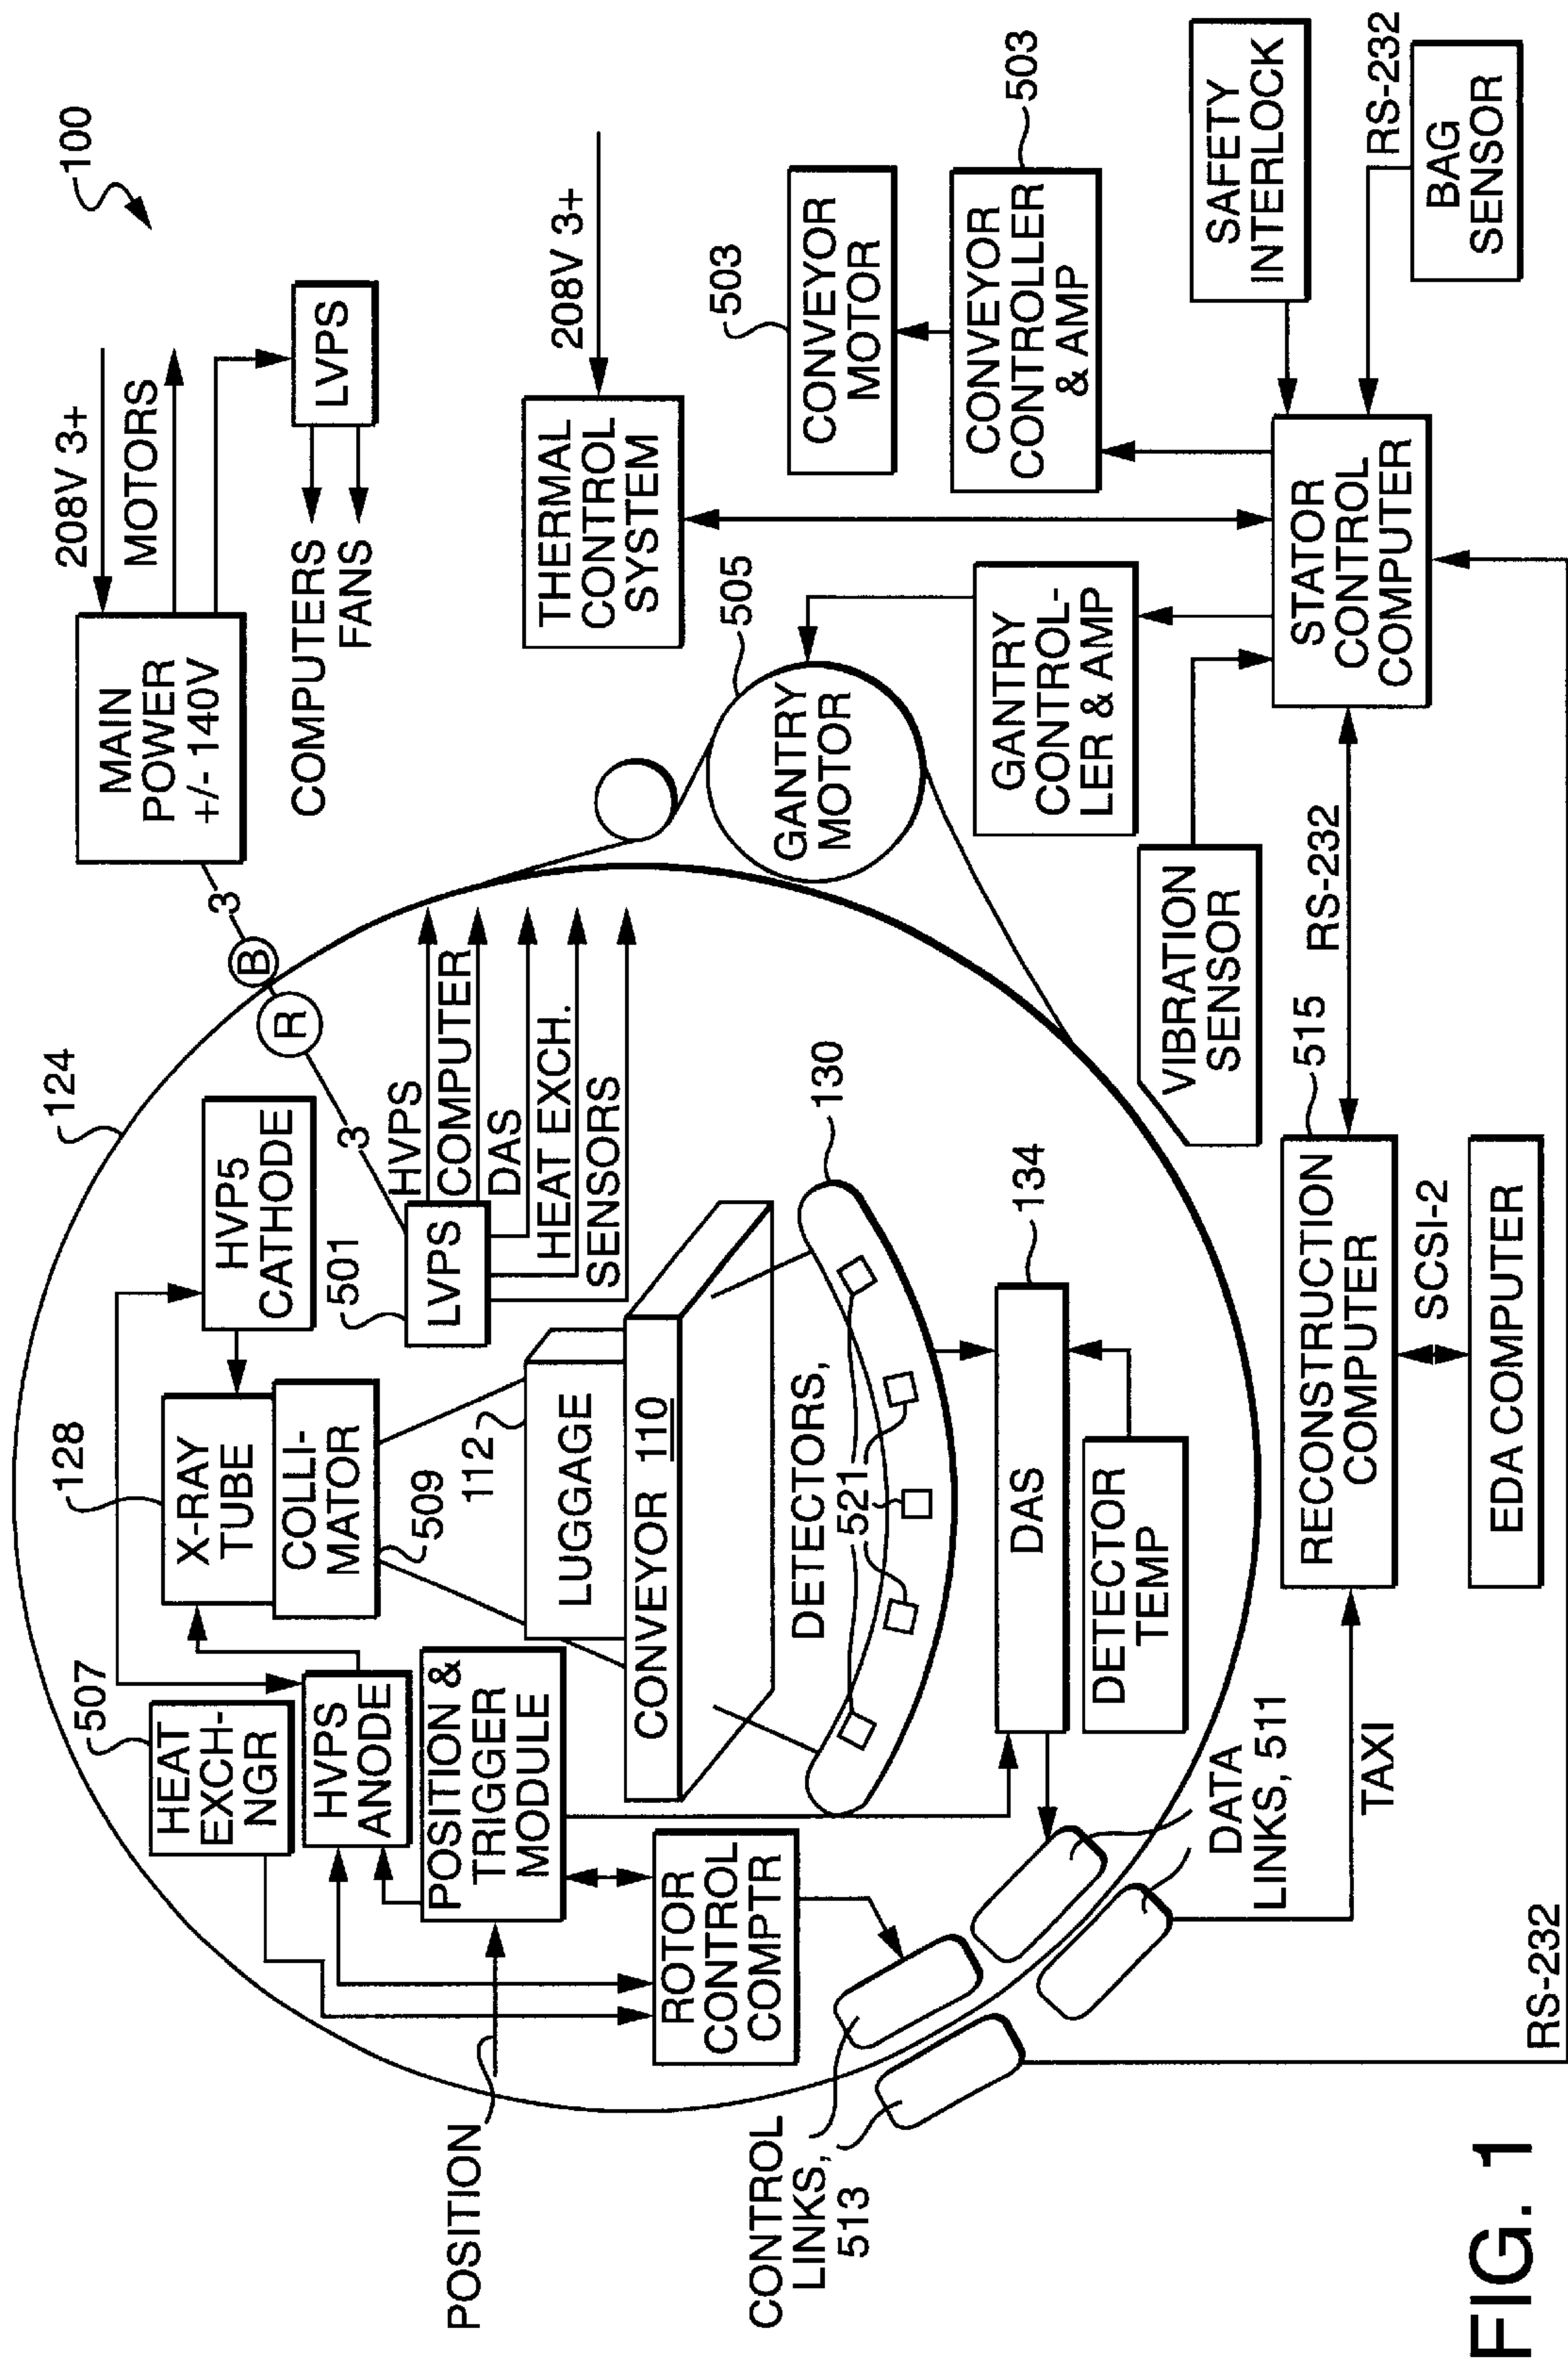 100
208V 3+
MOTORS
MAIN
POWER
+/- 140V
LVPS
COMPUTERS
FANS
3
B
R
3
124
128
X-RAY
TUBE
COLLI-
MATOR
509
HVP5
CATHODE
507
HEAT
EXCH-
NGR
HVPS
ANODE
POSITION &
TRIGGER
MODULE
POSITION
501
LVPS
HVPS
COMPUTER
DAS
HEAT EXCH.
SENSORS
112
LUGGAGE
CONVEYOR 110
DETECTORS,
521
130
134
DAS
DETECTOR
TEMP
ROTOR
CONTROL
COMPTR
CONTROL
LINKS,
513
DATA
LINKS, 511
TAXI
208V 3+
THERMAL
CONTROL
SYSTEM
505
GANTRY
MOTOR
503
CONVEYOR
MOTOR
503
CONVEYOR
CONTROLLER
& AMP
GANTRY
CONTROL-
LER & AMP
VIBRATION
SENSOR
SAFETY
INTERLOCK
RS-232
BAG
SENSOR
STATOR
CONTROL
COMPUTER
RS-232
515
RECONSTRUCTION
COMPUTER
SCSI-2
EDA COMPUTER
RS-232
FIG. 1